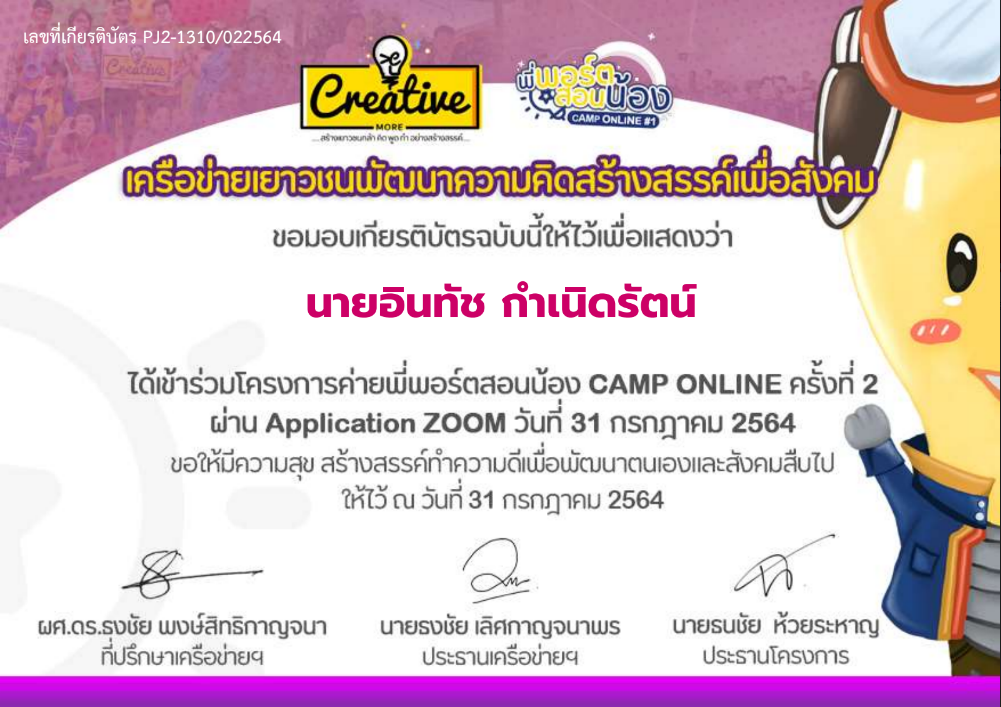 เลขที่เกียรติบัตร PJ2-1310/022564
Creative
MORE
....สร้างเยาวชนกล้า คิด พูด ทำ อย่างสร้างสรรค์....
พี่พอร์ต
สอนน้อง
CAMP ONLINE #1
เครือข่ายเยาวชนพัฒนาความคิดสร้างสรรค์เพื่อสังคม
ขอมอบเกียรติบัตรฉบับนี้ให้ไว้เพื่อแสดงว่า
นายอินทัช กำเนิดรัตน์
ได้เข้าร่วมโครงการค่ายพี่พอร์ตสอนน้อง CAMP ONLINE ครั้งที่ 2
ผ่าน Application ZOOM วันที่ 31 กรกฎาคม 2564
ขอให้มีความสุข สร้างสรรค์ทำความดีเพื่อพัฒนาตนเองและสังคมสืบไป
ให้ไว้ ณ วันที่ 31 กรกฎาคม 2564
ผศ.ดร.ธงชัย พงษ์สิทธิกาญจนา
ที่ปรึกษาเครือข่ายฯ
นายธงชัย เลิศกาญจนาพร
ประธานเครือข่ายฯ
นายธนชัย ห้วยระหาญ
ประธานโครงการ